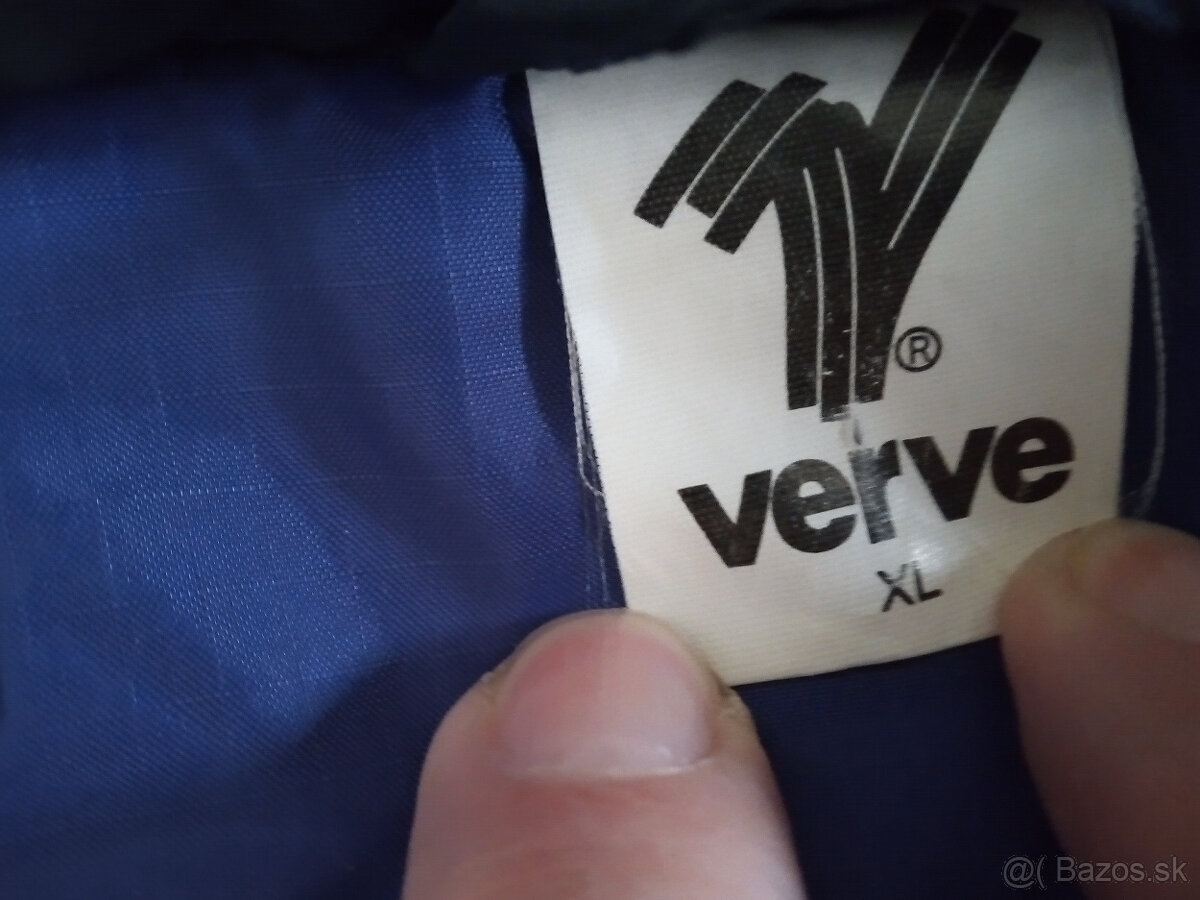 ®
verve
XL
@( Bazos.sk